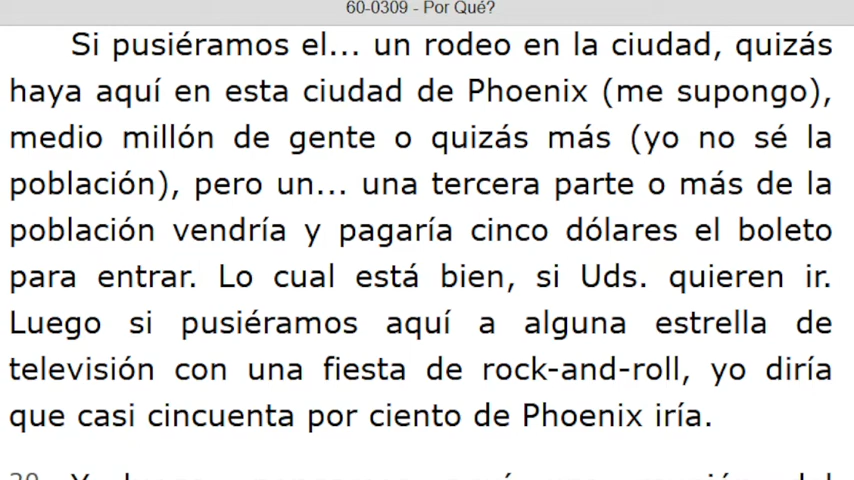 60-0309 - Por Qué?
Si pusiéramos el... un rodeo en la ciudad, quizás
haya aquí en esta ciudad de Phoenix (me supongo),
medio millón de gente o quizás más (yo no sé la
población), pero un... una tercera parte o más de la
población vendría y pagaría cinco dólares el boleto
para entrar. Lo cual está bien, si Uds. quieren ir.
Luego si pusiéramos aquí a alguna estrella de
televisión con una fiesta de rock-and-roll, yo diría
que casi cincuenta por ciento de Phoenix iría.